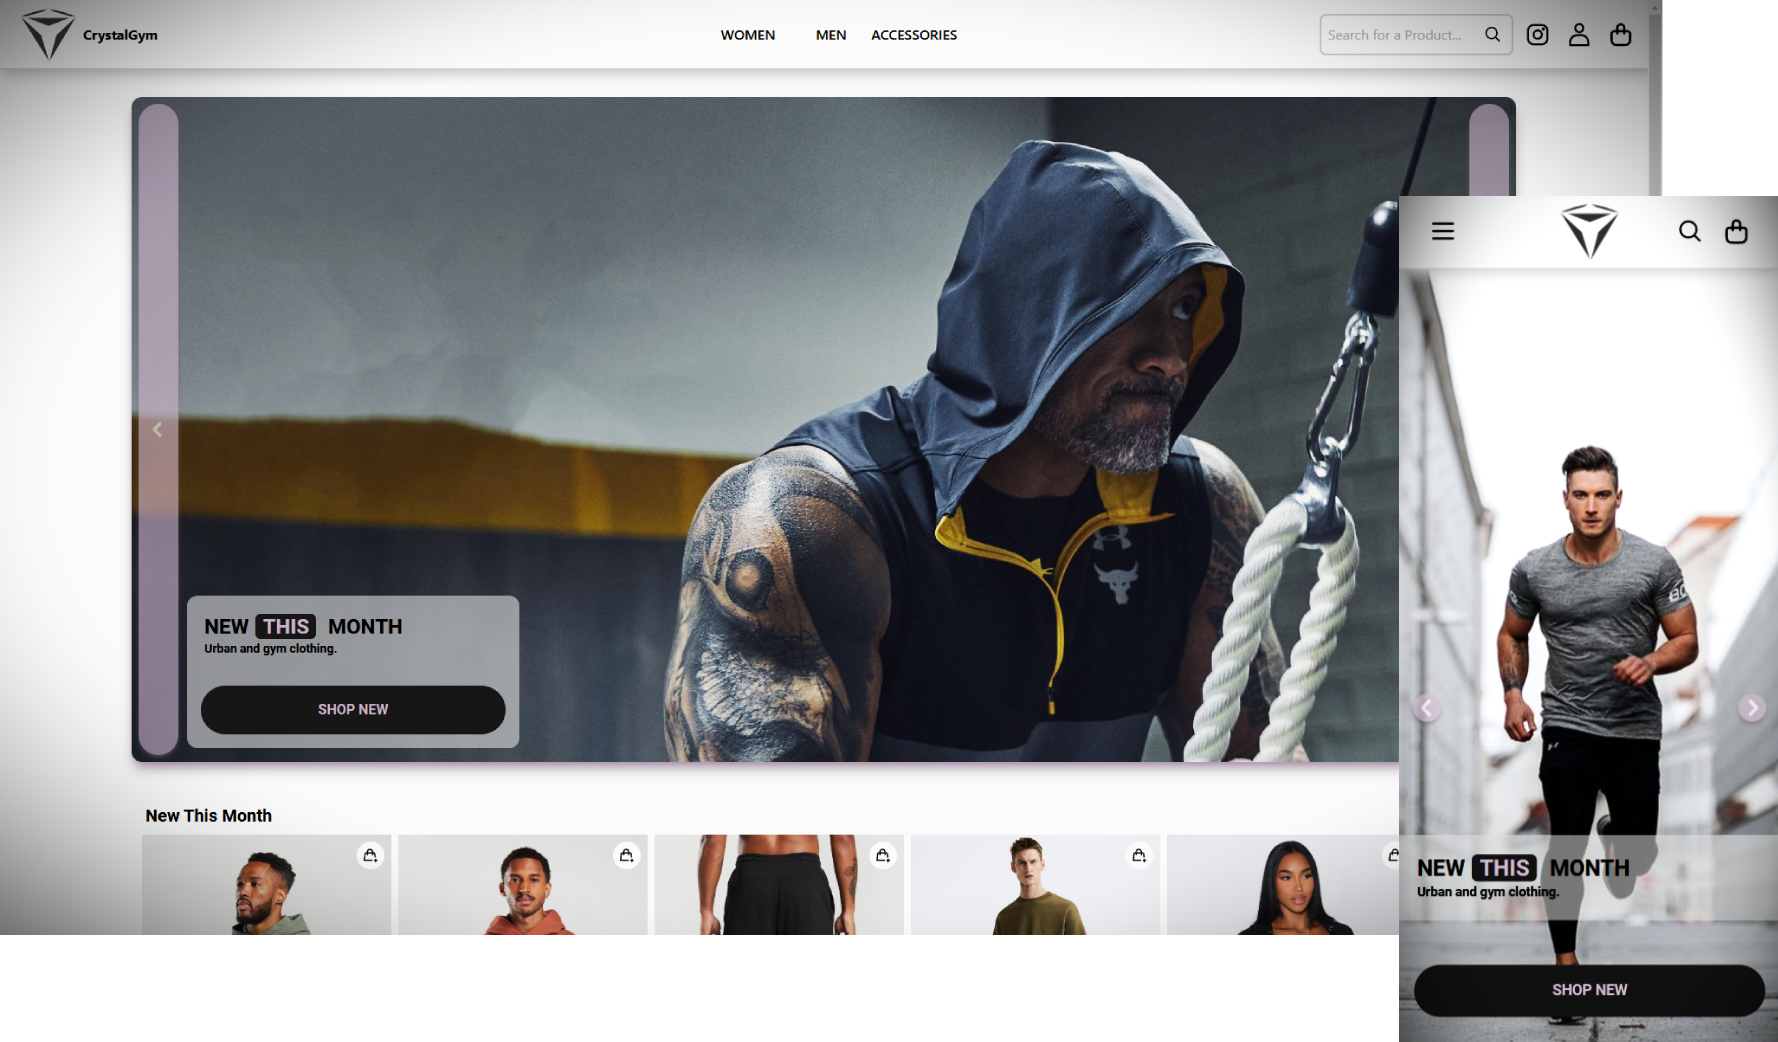 CrystalGym
WOMEN MEN ACCESSORIES
Search for a Product...
NEW THIS MONTH
Urban and gym clothing.
SHOP NEW
New This Month
NEW THIS MONTH
Urban and gym clothing.
SHOP NEW